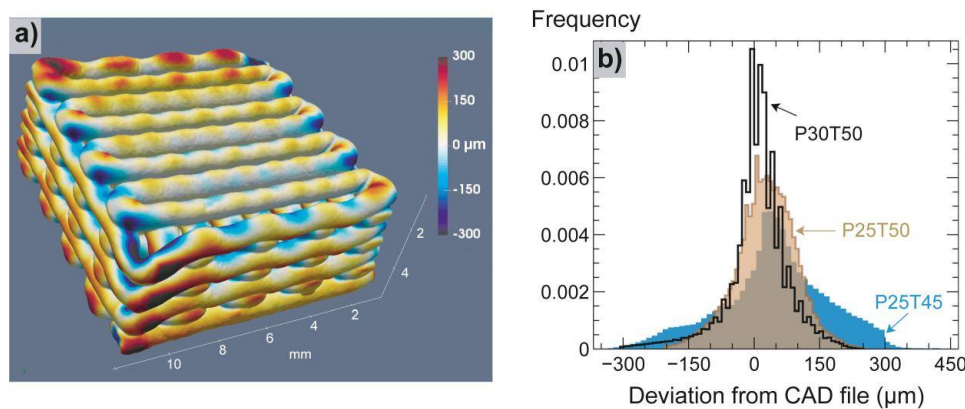 a)
300
150
0 µm
-150
-300
2
4
2
4
6
8
10
mm
Frequency
b)
0.01
0.008
0.006
0.004
0.002
0
P30T50
P25T50
P25T45
−300
−150
0
150
300
450
Deviation from CAD file (µm)